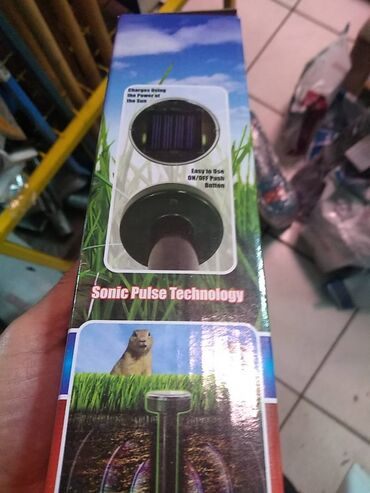 Charges Using
the Power of
the Sun
Easy to Use
ON/OFF Push
Button
Sonic Pulse Technology